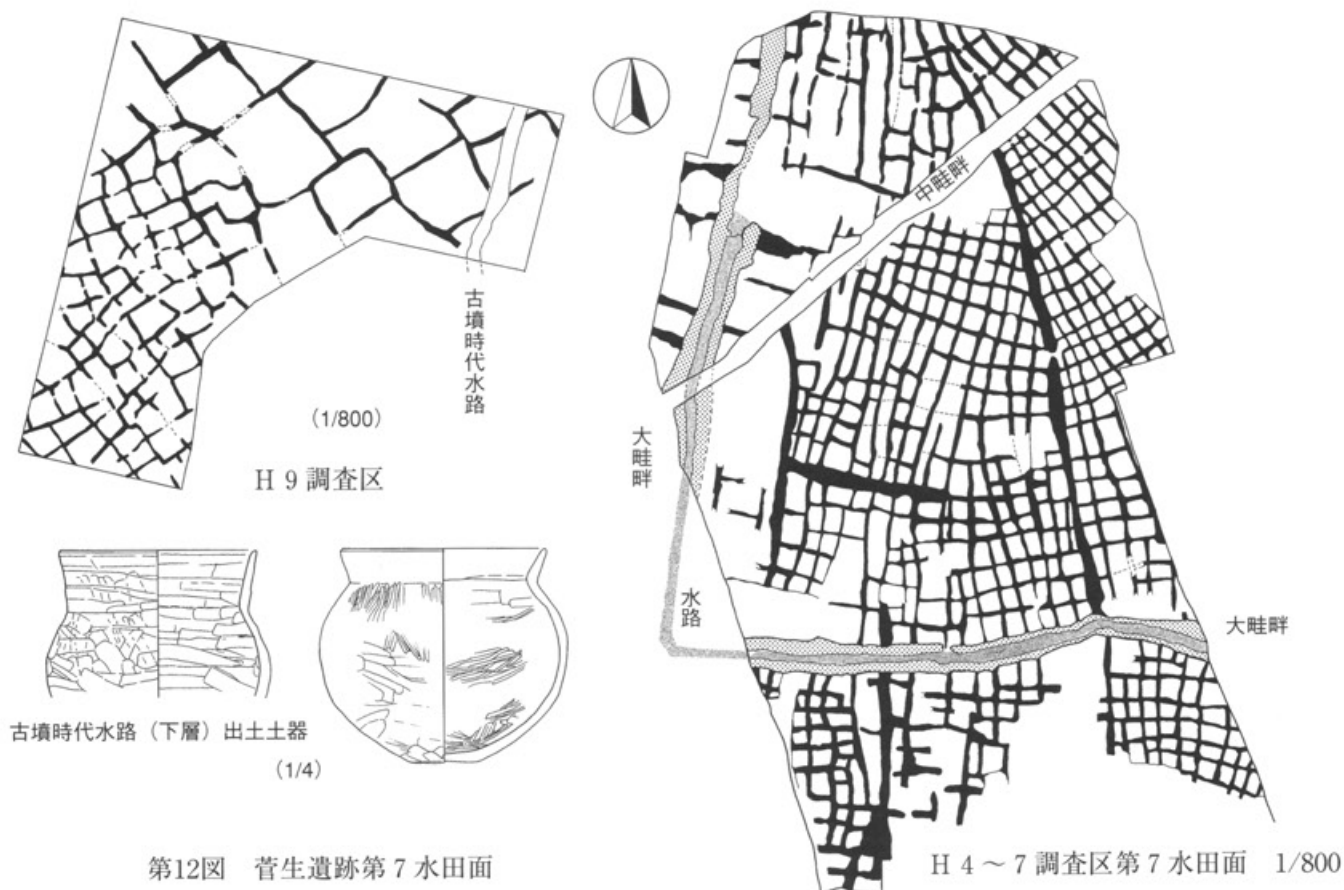 古墳時代水路
(1/800)
H 9 調査区
古墳時代水路（下層）出土土器
(1/4)
第12図 菅生遺跡第7水田面
中畦畔
大畦畔
水路
大畦畔
H 4～7調査区第7水田面 1/800